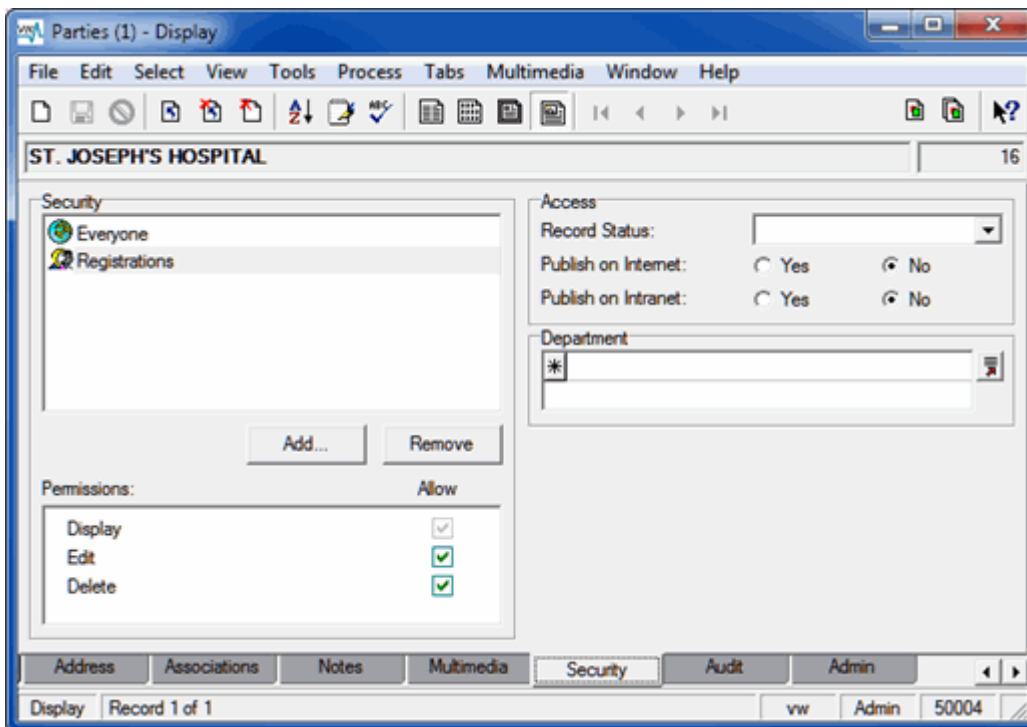 Parties (1) - Display
File Edit Select View Tools Process Tabs Multimedia Window Help
ST. JOSEPH'S HOSPITAL 16
Security
Everyone
Registrations
Add... Remove
Permissions: Allow
Display
Edit
Delete
Access
Record Status:
Publish on Internet: Yes No
Publish on Intranet: Yes No
Department
Address Associations Notes Multimedia Security Audit Admin
Display Record 1 of 1 vw Admin 50004